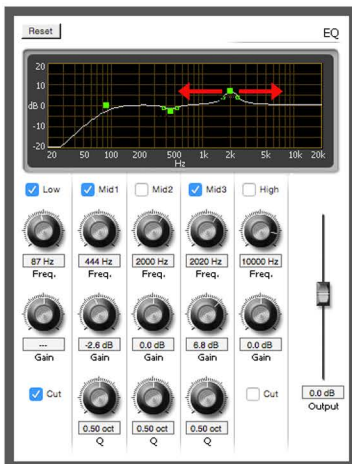 Reset
EQ
20
10
dB 0
-10
-20
20 50 100 200 500 1k 2k 5k 10k 20k
Hz
Low Mid1 Mid2 Mid3 High
87 Hz 444 Hz 2000 Hz 2020 Hz 10000 Hz
Freq. Freq. Freq. Freq. Freq.
--- -2.6 dB 0.0 dB 6.8 dB 0.0 dB
Gain Gain Gain Gain Gain
Cut Cut
0.0 dB
Output
0.50 oct 0.50 oct 0.50 oct
Q Q Q